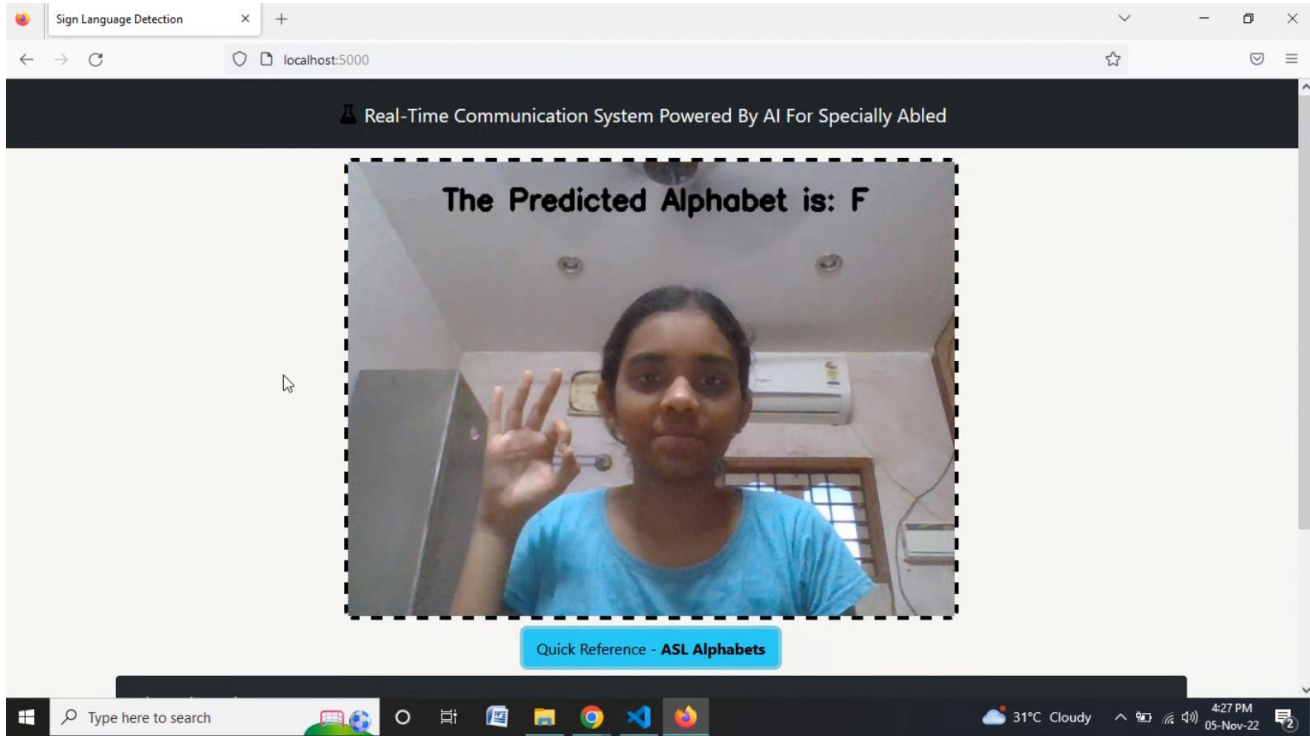 Sign Language Detection
localhost:5000
Real-Time Communication System Powered By AI For Specially Abled
The Predicted Alphabet is: F
Quick Reference - ASL Alphabets
Type here to search
31°C Cloudy
4:27 PM
05-Nov-22
2